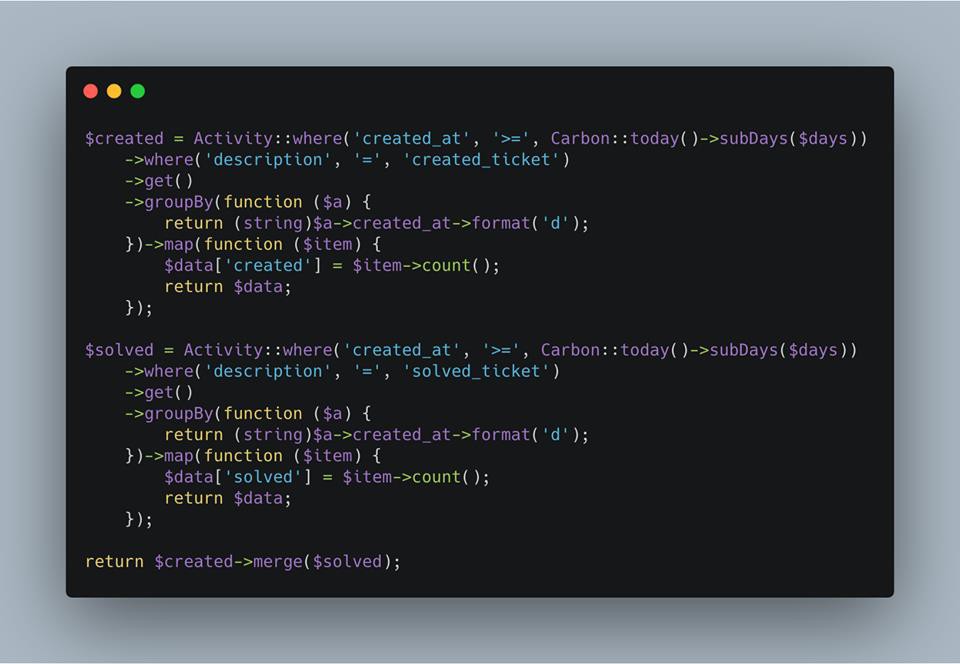 $created = Activity::where('created_at', '>=', Carbon::today()->subDays($days))
    ->where('description', '=', 'created_ticket')
    ->get()
    ->groupBy(function ($a) {
        return (string)$a->created_at->format('d');
    })->map(function ($item) {
        $data['created'] = $item->count();
        return $data;
    });

$solved = Activity::where('created_at', '>=', Carbon::today()->subDays($days))
    ->where('description', '=', 'solved_ticket')
    ->get()
    ->groupBy(function ($a) {
        return (string)$a->created_at->format('d');
    })->map(function ($item) {
        $data['solved'] = $item->count();
        return $data;
    });

return $created->merge($solved);